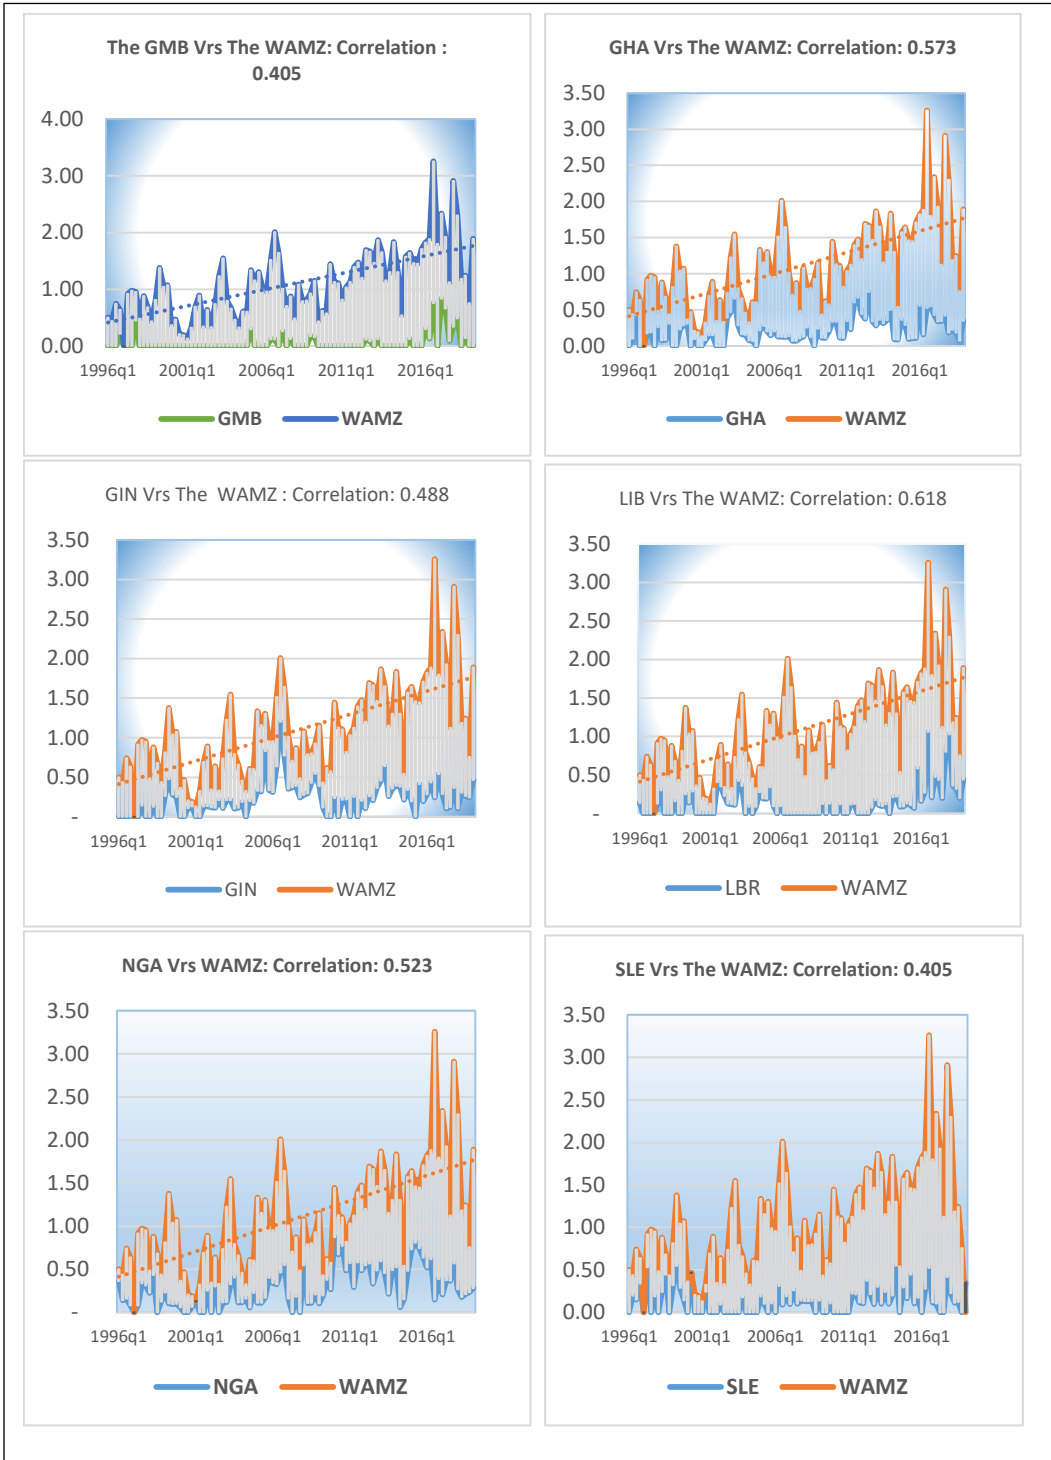 The GMB Vrs The WAMZ: Correlation :
0.405
4.00
3.00
2.00
1.00
0.00
1996q1 2001q1 2006q1 2011q1 2016q1
GMB WAMZ
GHA Vrs The WAMZ: Correlation: 0.573
3.50
3.00
2.50
2.00
1.50
1.00
0.50
0.00
1996q1 2001q1 2006q1 2011q1 2016q1
GHA WAMZ
GIN Vrs The WAMZ : Correlation: 0.488
3.50
3.00
2.50
2.00
1.50
1.00
0.50
-
1996q1 2001q1 2006q1 2011q1 2016q1
GIN WAMZ
LIB Vrs The WAMZ: Correlation: 0.618
3.50
3.00
2.50
2.00
1.50
1.00
0.50
-
1996q1 2001q1 2006q1 2011q1 2016q1
LBR WAMZ
NGA Vrs WAMZ: Correlation: 0.523
3.50
3.00
2.50
2.00
1.50
1.00
0.50
-
1996q1 2001q1 2006q1 2011q1 2016q1
NGA WAMZ
SLE Vrs The WAMZ: Correlation: 0.405
3.50
3.00
2.50
2.00
1.50
1.00
0.50
0.00
1996q1 2001q1 2006q1 2011q1 2016q1
SLE WAMZ